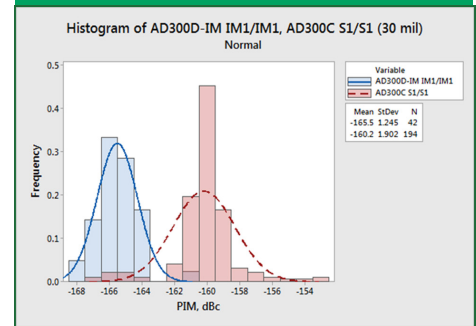 Histogram of AD300D-IM IM1/IM1, AD300C S1/S1 (30 mil)
Normal
Variable
AD300D-IM IM1/IM1
AD300C S1/S1
Mean StDev N
-165.5 1.245 42
-160.2 1.902 194
Frequency
0.5
0.4
0.3
0.2
0.1
0.0
-168 -166 -164 -162 -160 -158 -156 -154
PIM, dBc